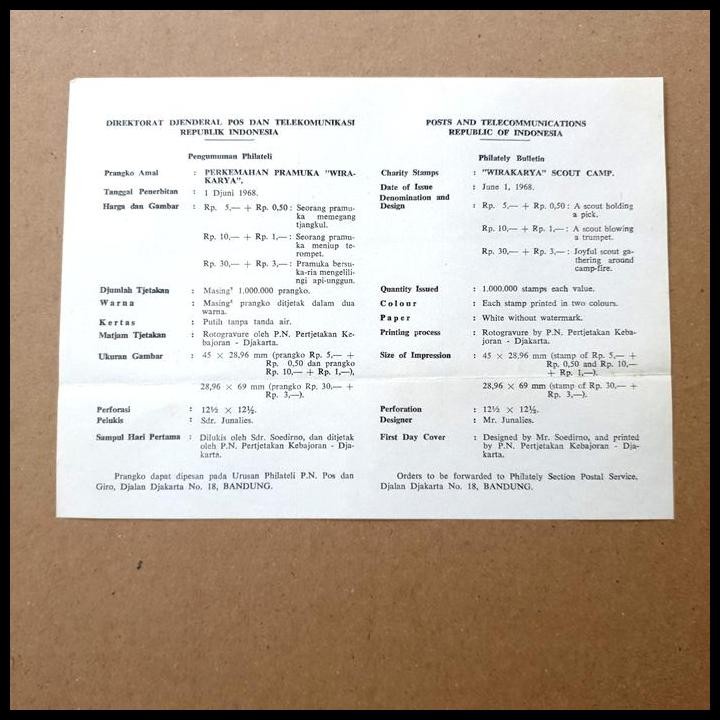 DIREKTORAT DJENDERAL POS DAN TELEKOMUNIKASI
REPUBLIK INDONESIA
Pengumuman Philateli
Prangko Amal : PERKEMAHAN PRAMUKA "WIRA-
KARYA".
Tanggal Penerbitan : 1 Djuni 1968.
Harga dan Gambar : Rp. 5,— + Rp. 0,50 : Seorang pramu-
ka memegang
tjangkul.
Rp. 10,— + Rp. 1,— : Seorang pramu-
ka meniup te-
rompet.
Rp. 30,— + Rp. 3,— : Pramuka bersu-
ka-ria mengelili-
ngi api-unggun.
Djumlah Tjetakan : Masing² 1.000.000 prangko.
Warna : Masing² prangko ditjetak dalam dua
warna.
Kertas : Putih tanpa tanda air.
Matjam Tjetakan : Rotogravure oleh P.N. Pertjetakan Ke-
bajoran - Djakarta.
Ukuran Gambar : 45 × 28,96 mm (prangko Rp. 5,— +
Rp. 0,50 dan prangko
Rp. 10,— + Rp. 1,—),
28,96 × 69 mm (prangko Rp. 30,— +
Rp. 3,—).
Perforasi : 12½ × 12½.
Pelukis : Sdr. Junalies.
Sampul Hari Pertama : Dilukis oleh Sdr. Soedirno, dan ditjetak
oleh P.N. Pertjetakan Kebajoran - Dja-
karta.
Prangko dapat dipesan pada Urusan Philateli P.N. Pos dan
Giro, Djalan Djakarta No. 18, BANDUNG.
POSTS AND TELECOMMUNICATIONS
REPUBLIC OF INDONESIA
Philately Bulletin
Charity Stamps : "WIRAKARYA" SCOUT CAMP.
Date of Issue : June 1, 1968.
Denomination and
Design : Rp. 5,— + Rp. 0,50 : A scout holding
a pick.
Rp. 10,— + Rp. 1,— : A scout blowing
a trumpet.
Rp. 30,— + Rp. 3,— : Joyful scout ga-
thering around
camp-fire.
Quantity Issued : 1.000.000 stamps each value.
Colour : Each stamp printed in two colours.
Paper : White without watermark.
Printing process : Rotogravure by P.N. Pertjetakan Keba-
joran - Djakarta.
Size of Impression : 45 × 28,96 mm (stamp of Rp. 5,— +
Rp. 0,50 and Rp. 10,—
+ Rp. 1,—).
28,96 × 69 mm (stamp of Rp. 30,— +
Rp. 3,—).
Perforation : 12½ × 12½.
Designer : Mr. Junalies.
First Day Cover : Designed by Mr. Soedirno, and printed
by P.N. Pertjetakan Kebajoran - Dja-
karta.
Orders to be forwarded to Philately Section Postal Service,
Djalan Djakarta No. 18, BANDUNG.